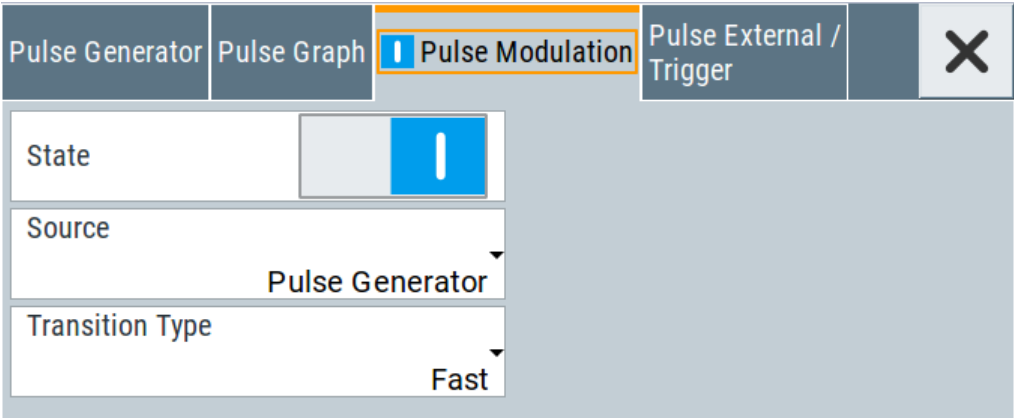 Pulse Generator
Pulse Graph
Pulse Modulation
Pulse External /
Trigger
State
Source
Pulse Generator
Transition Type
Fast